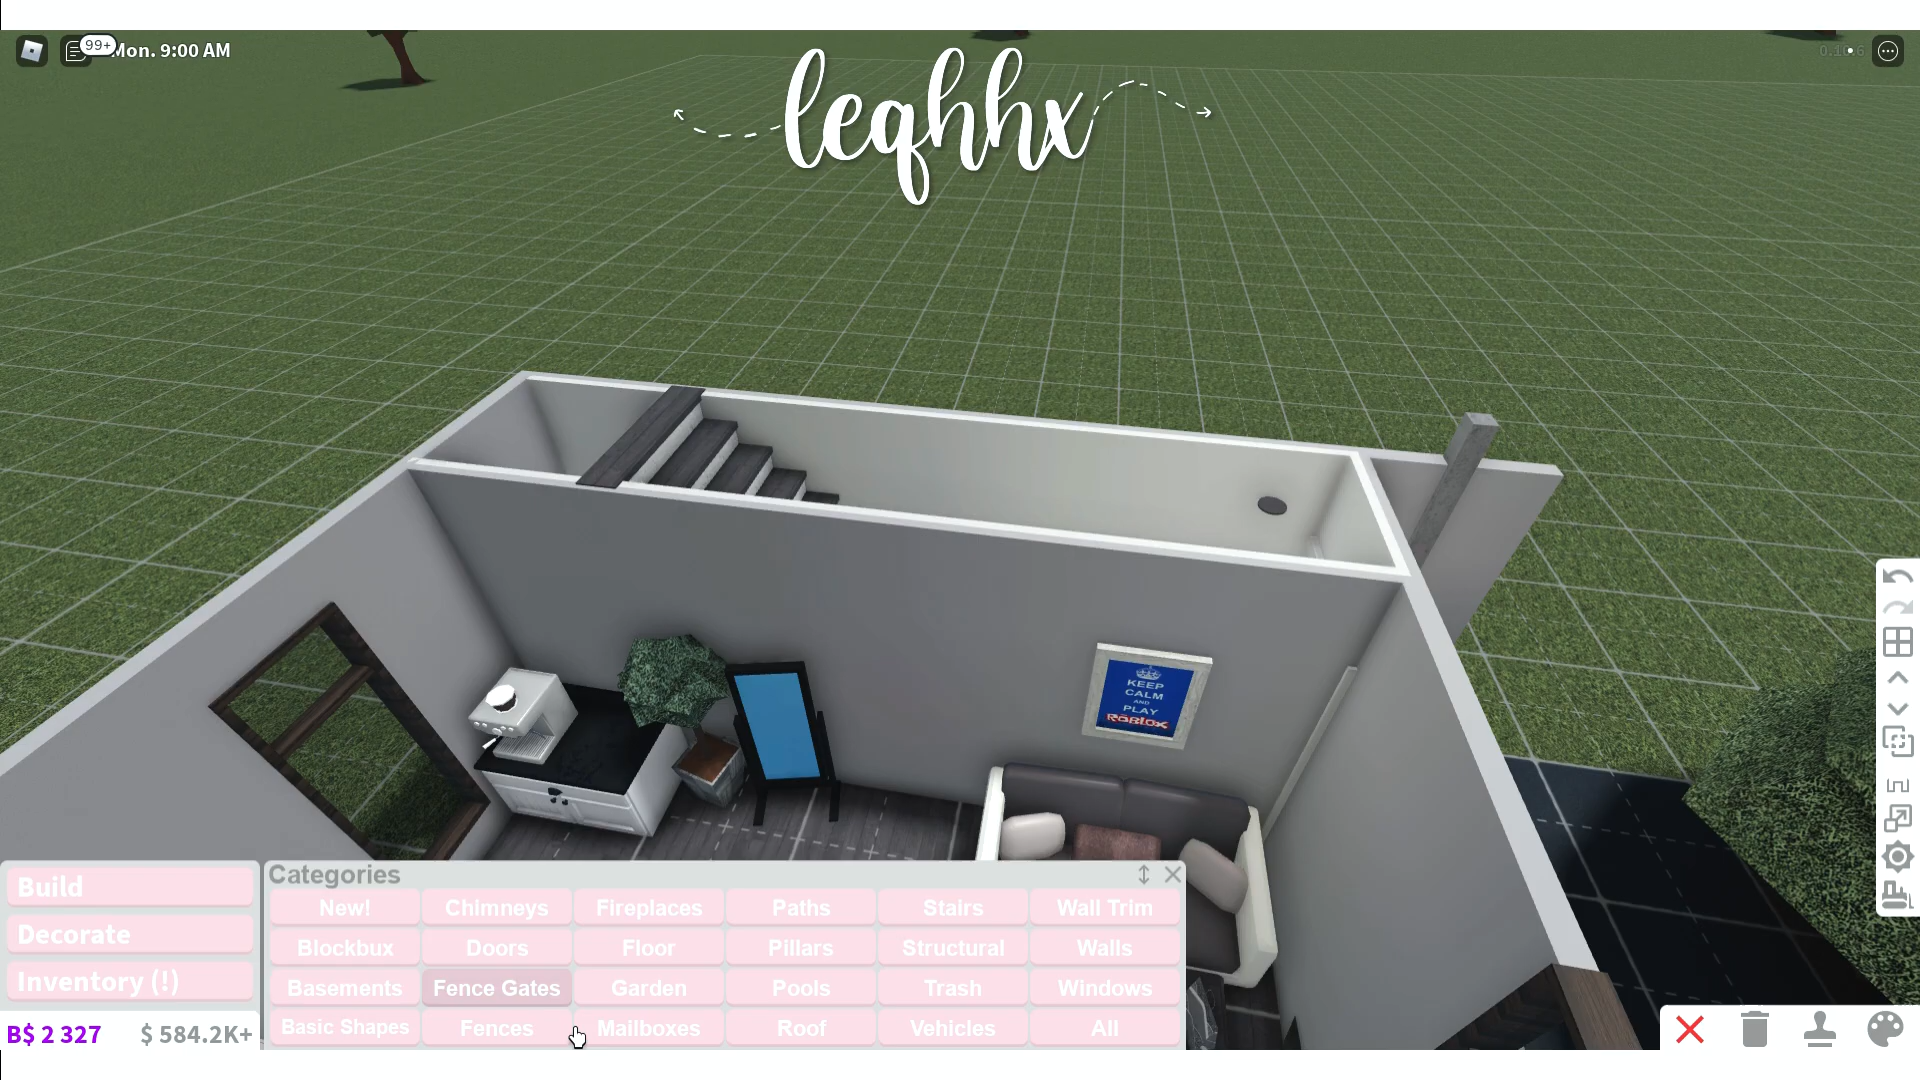 99+
Mon. 9:00 AM
leqhhx
KEEP
CALM
AND
PLAY
ROBLOX
Build
Decorate
Inventory (!)
B$ 2 327
$ 584.2K+
Categories
New! Chimneys Fireplaces Paths Stairs Wall Trim
Blockbux Doors Floor Pillars Structural Walls
Basements Fence Gates Garden Pools Trash Windows
Basic Shapes Fences Mailboxes Roof Vehicles All